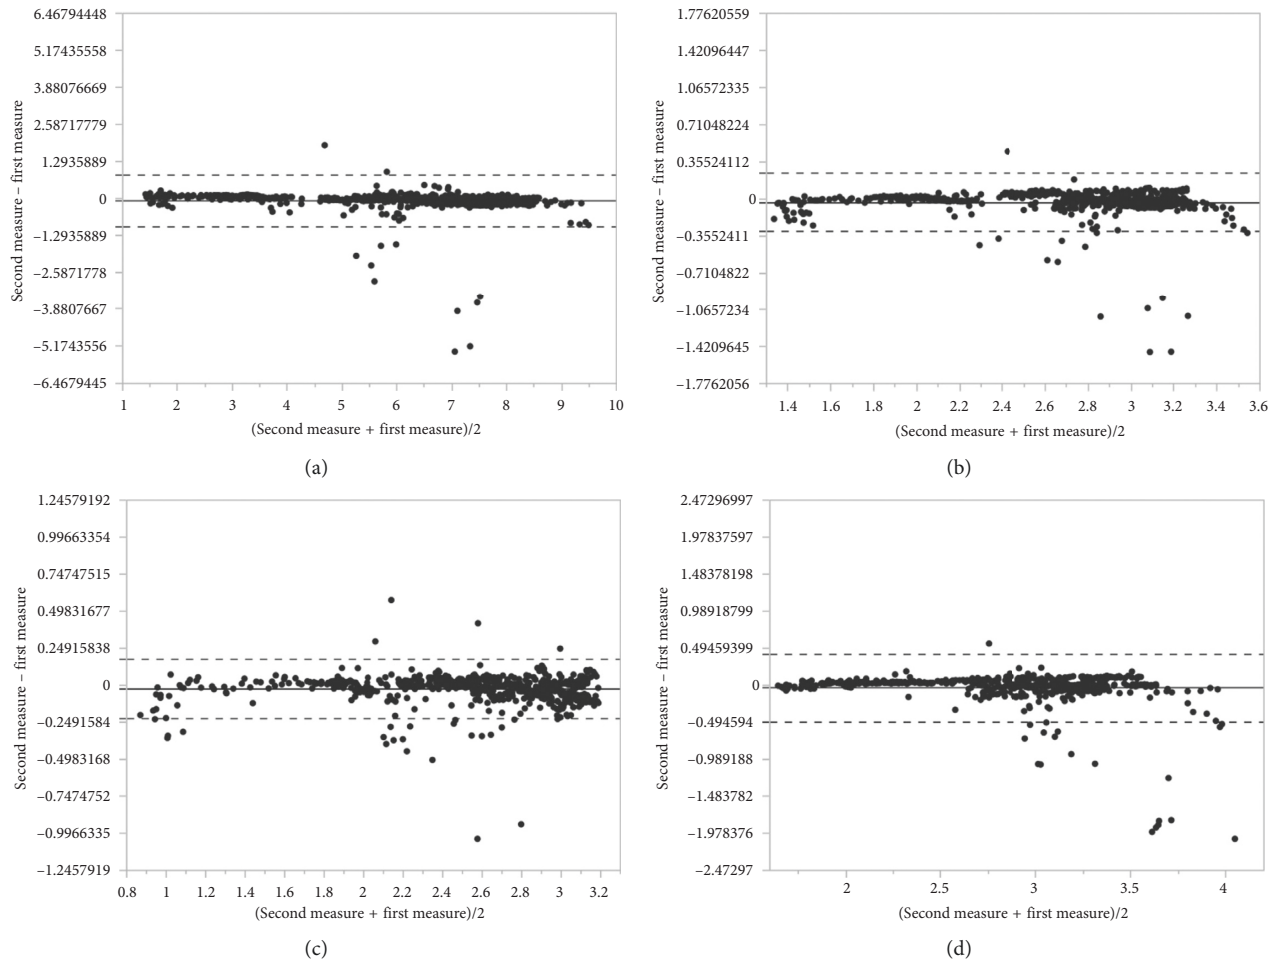 6.46794448
5.17435558
3.88076669
2.58717779
1.2935889
0
−1.2935889
−2.5871778
−3.8807667
−5.1743556
−6.4679445
Second measure – first measure
1 2 3 4 5 6 7 8 9 10
(Second measure + first measure)/2
(a)
1.77620559
1.42096447
1.06572335
0.71048224
0.35524112
0
−0.3552411
−0.7104822
−1.0657234
−1.4209645
−1.7762056
Second measure – first measure
1.4 1.6 1.8 2 2.2 2.4 2.6 2.8 3 3.2 3.4 3.6
(Second measure + first measure)/2
(b)
1.24579192
0.99663354
0.74747515
0.49831677
0.24915838
0
−0.2491584
−0.4983168
−0.7474752
−0.9966335
−1.2457919
Second measure – first measure
0.8 1 1.2 1.4 1.6 1.8 2 2.2 2.4 2.6 2.8 3 3.2
(Second measure + first measure)/2
(c)
2.47296997
1.97837597
1.48378198
0.98918799
0.49459399
0
−0.494594
−0.989188
−1.483782
−1.978376
−2.47297
Second measure – first measure
2 2.5 3 3.5 4
(Second measure + first measure)/2
(d)